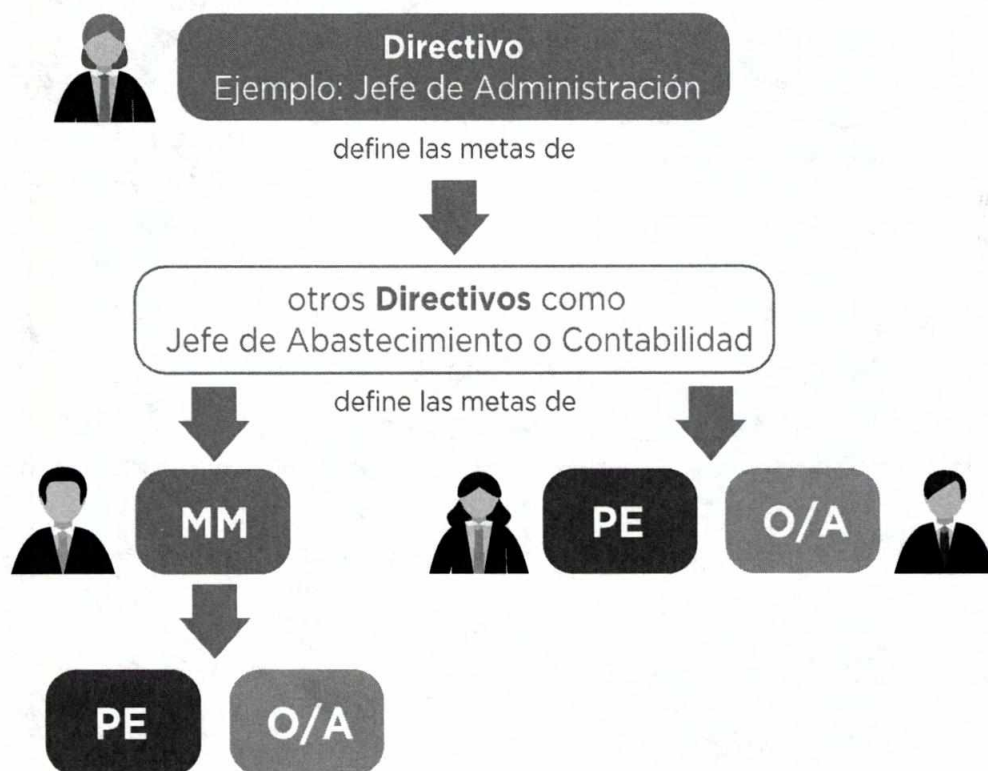 Directivo
Ejemplo: Jefe de Administración
define las metas de
otros Directivos como
Jefe de Abastecimiento o Contabilidad
define las metas de
MM
PE
O/A
PE
O/A